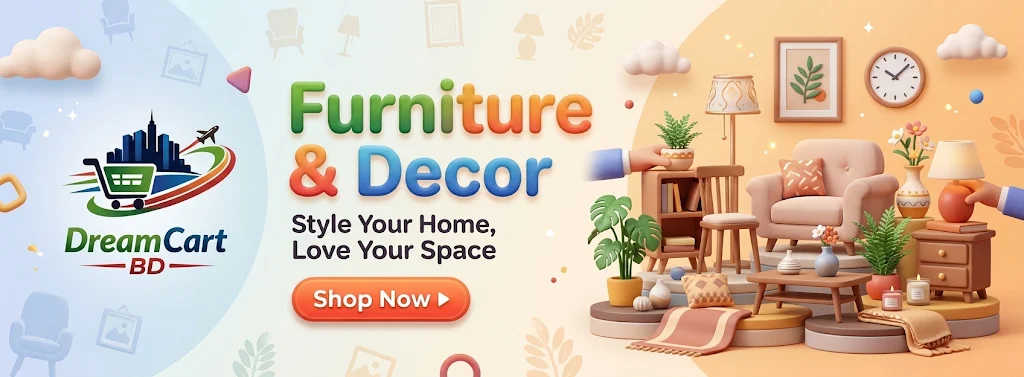 DreamCart
BD
Furniture
& Decor
Style Your Home,
Love Your Space
Shop Now